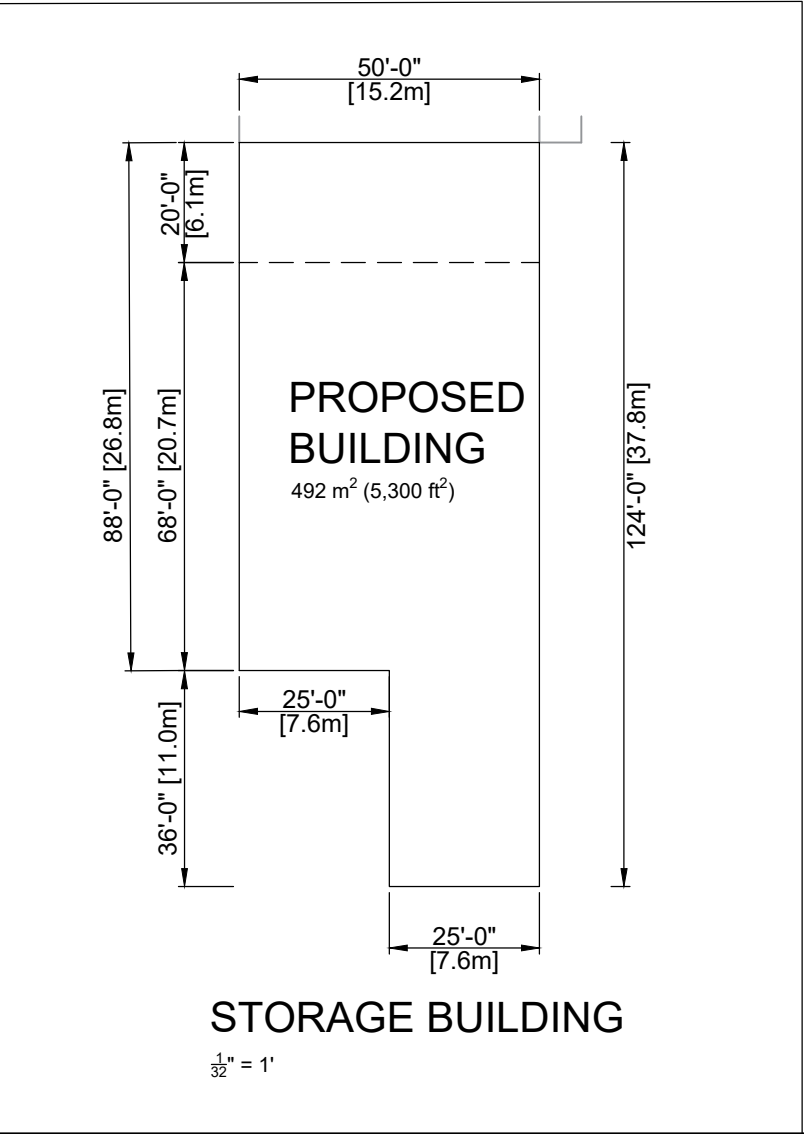 50'-0"
[15.2m]
20'-0"
[6.1m]
88'-0" [26.8m]
68'-0" [20.7m]
124'-0" [37.8m]
PROPOSED
BUILDING
492 m² (5,300 ft²)
25'-0"
[7.6m]
36'-0" [11.0m]
25'-0"
[7.6m]
STORAGE BUILDING
1/32" = 1'